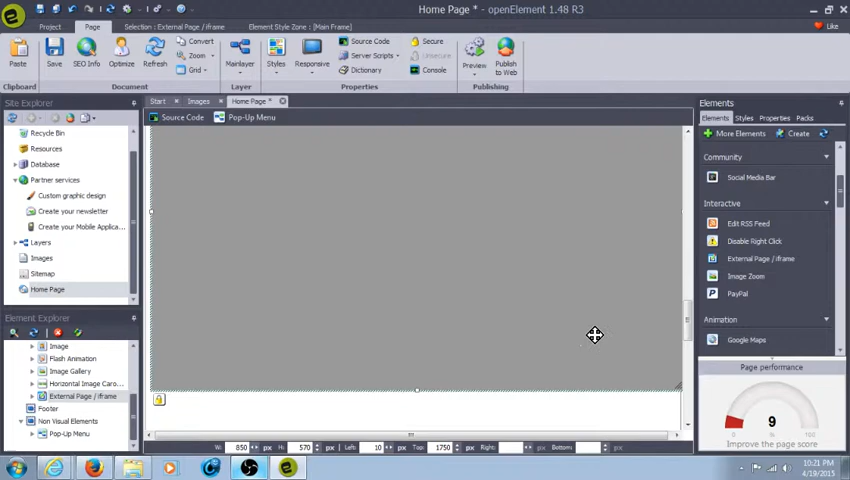 Home Page * - openElement 1.48 R3
Project
Page
Selection : External Page / iframe
Element Style Zone : [Main Frame]
Like
Paste
Save
SEO Info
Optimize
Refresh
Convert
Zoom
Grid
Mainlayer
Styles
Responsive
Source Code
Server Scripts
Dictionary
Secure
Unsecure
Console
Preview
Publish to Web
Clipboard
Document
Layer
Properties
Publishing
Site Explorer
Start
Images
Home Page *
Source Code
Pop-Up Menu
Recycle Bin
Resources
Database
Partner services
Custom graphic design
Create your newsletter
Create your Mobile Applica...
Layers
Images
Sitemap
Home Page
Element Explorer
Image
Flash Animation
Image Gallery
Horizontal Image Caro...
External Page / iframe
Footer
Non Visual Elements
Pop-Up Menu
W: 850 px H: 570 px Left: 10 px Top: 1750 px Right: px Bottom: px
Elements
Elements
Styles
Properties
Packs
More Elements
Create
Community
Social Media Bar
Interactive
Edit RSS Feed
Disable Right Click
External Page / iframe
Image Zoom
PayPal
Animation
Google Maps
Page performance
9
0 % 100
Improve the page score
10:21 PM
4/19/2015